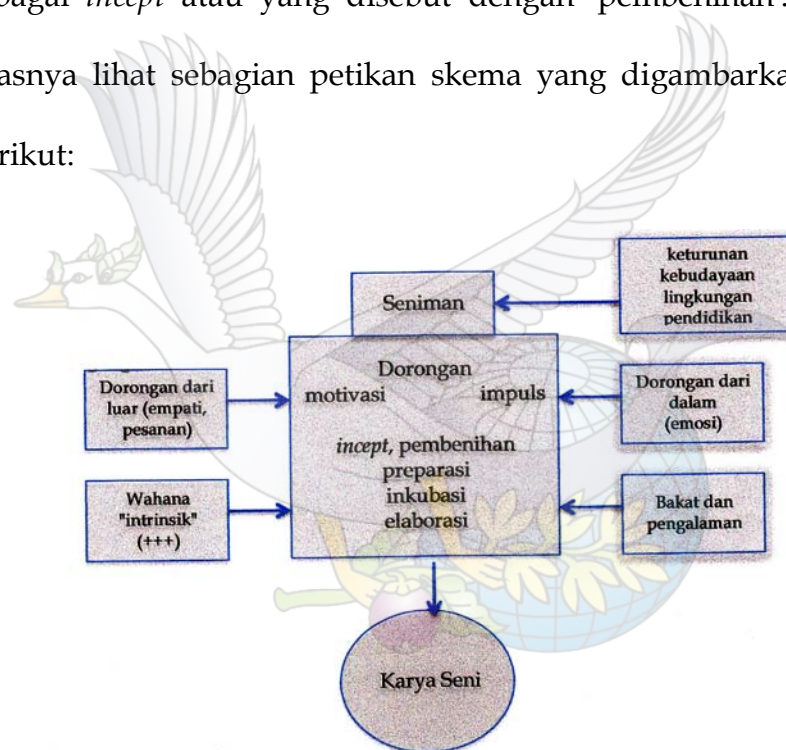 bagai incept atau yang disebut dengan 'pembenihan'.
asnya lihat sebagian petikan skema yang digambarka
rikut:
keturunan
kebudayaan
lingkungan
pendidikan
Seniman
Dorongan
motivasi impuls
incept, pembenihan
preparasi
inkubasi
elaborasi
Dorongan dari
luar (empati,
pesanan)
Dorongan dari
dalam
(emosi)
Wahana
"intrinsik"
(+++)
Bakat dan
pengalaman
Karya Seni